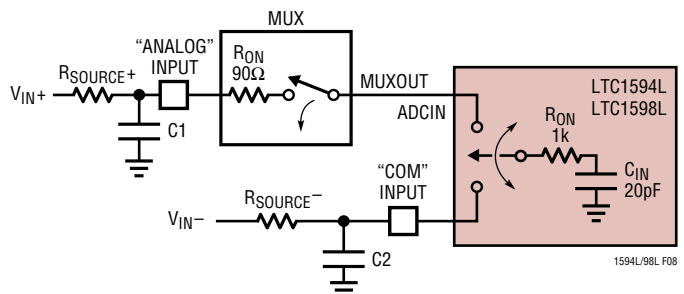 MUX
"ANALOG"
INPUT
RON
90Ω
RSOURCE+
VIN+
C1
MUXOUT
ADCIN
LTC1594L
LTC1598L
RON
1k
CIN
20pF
"COM"
INPUT
RSOURCE–
VIN–
C2
1594L/98L F08